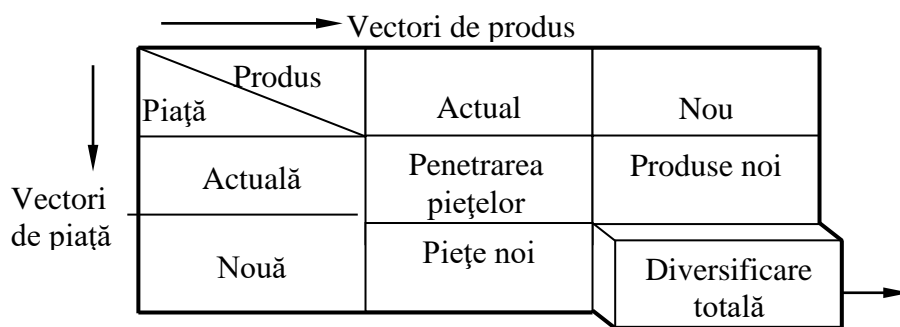 Vectori de produs
Produs
Piaţă
Actual
Nou
Actuală
Penetrarea
pieţelor
Produse noi
Vectori
de piaţă
Nouă
Pieţe noi
Diversificare
totală